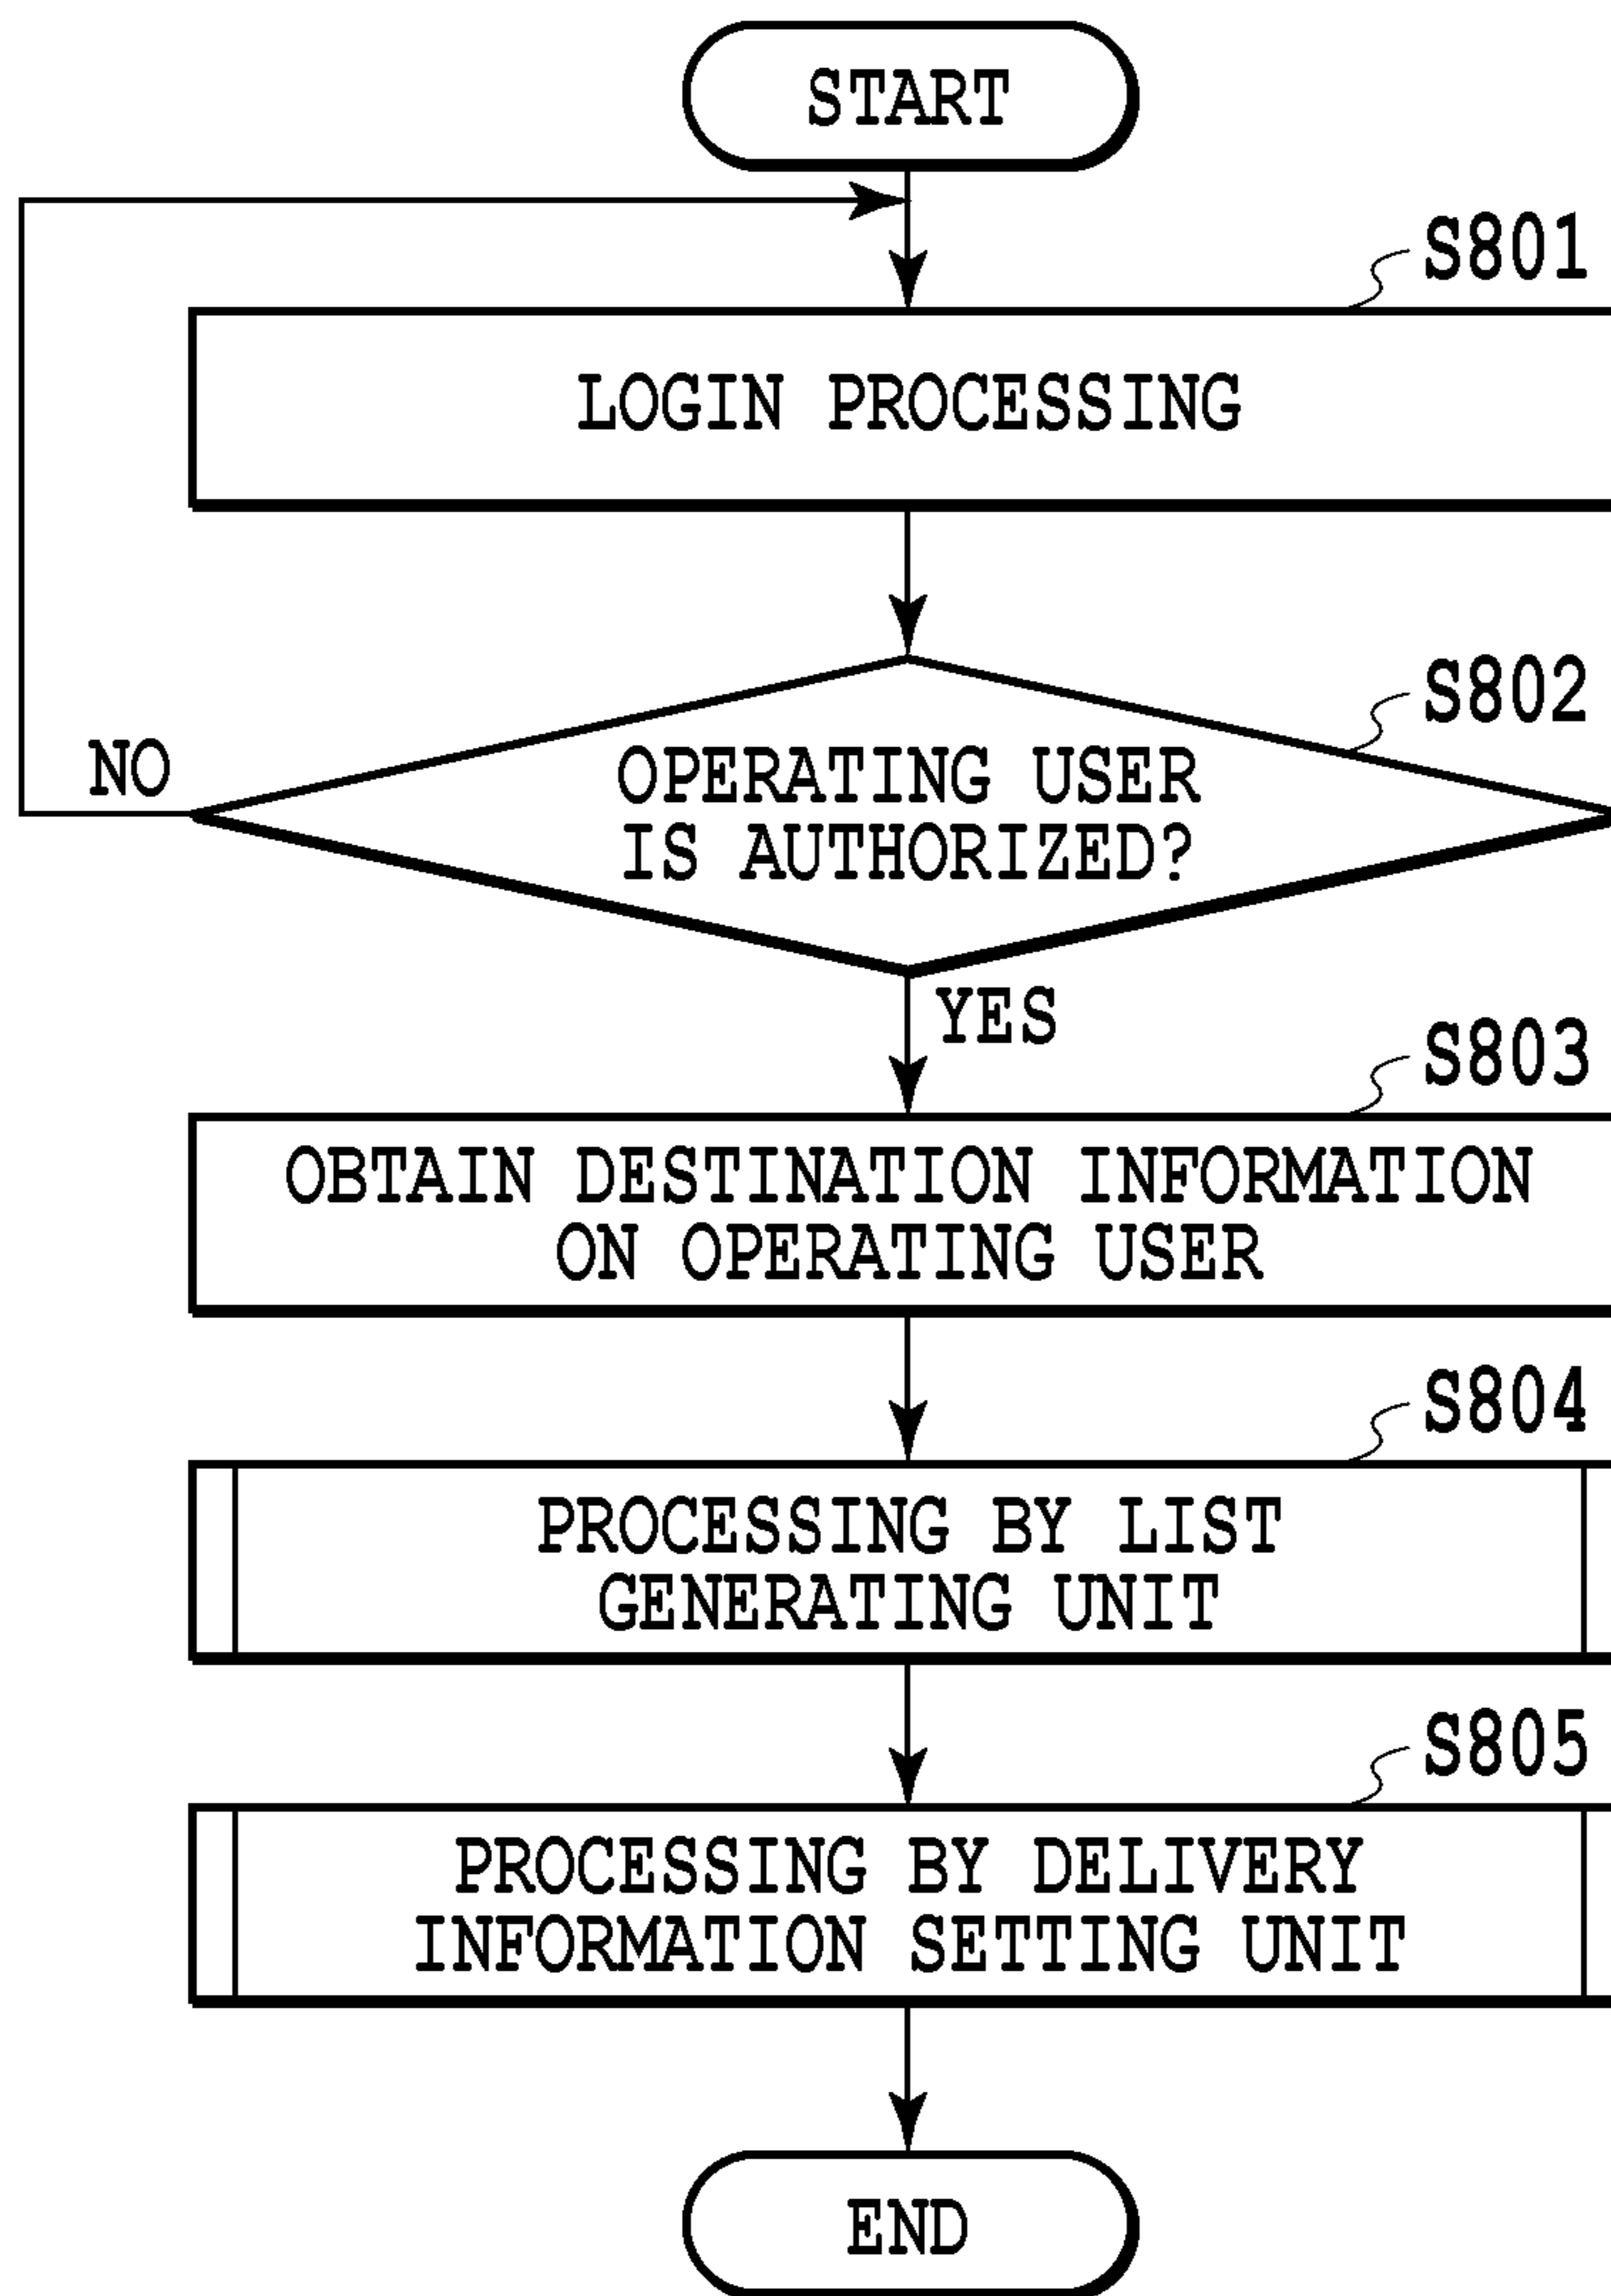 START
S801
LOGIN PROCESSING
S802
NO
OPERATING USER
IS AUTHORIZED?
YES
S803
OBTAIN DESTINATION INFORMATION
ON OPERATING USER
S804
PROCESSING BY LIST
GENERATING UNIT
S805
PROCESSING BY DELIVERY
INFORMATION SETTING UNIT
END